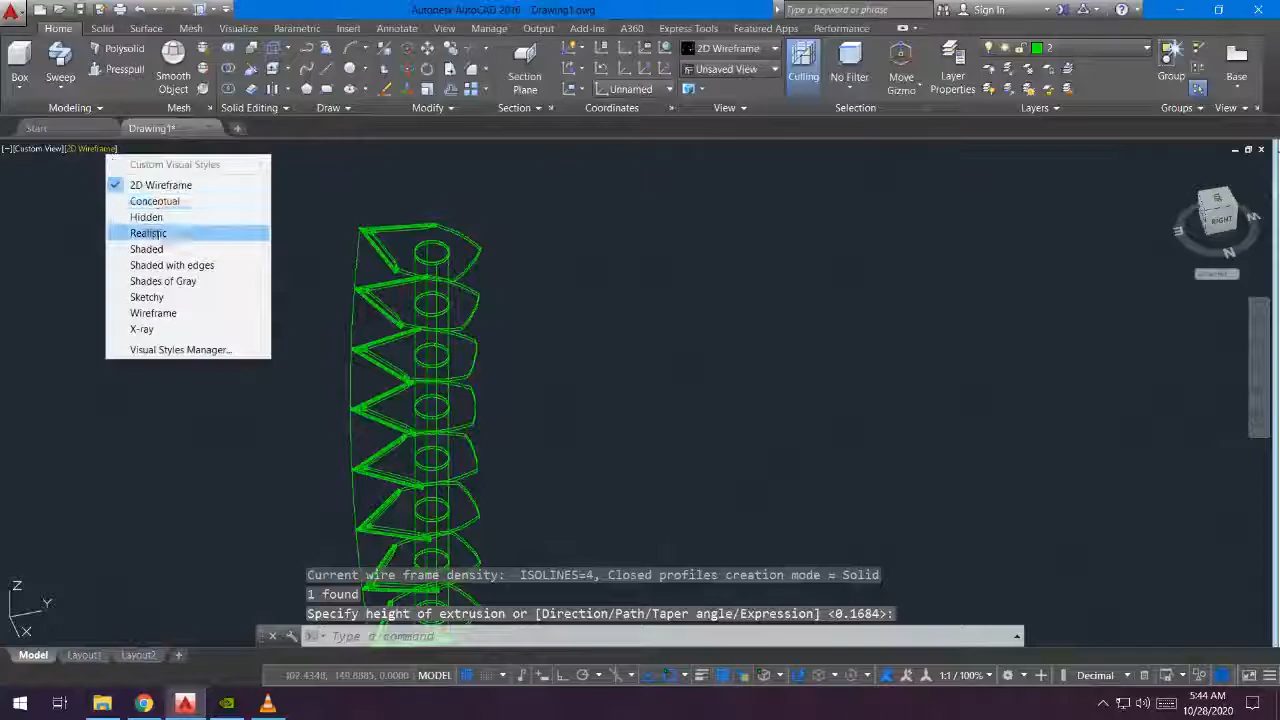 Autodesk AutoCAD 2016 - Drawing1.dwg
Type a keyword or phrase
Sign In
Home Solid Surface Mesh Visualize Parametric Insert Annotate View Manage Output Add-ins A360 Express Tools Featured Apps Performance
Box
Sweep
Polysolid
Presspull
Smooth Object
Section Plane
2D Wireframe
Unsaved View
Unnamed
Culling
No Filter
Move Gizmo
Layer Properties
2
Group
Base
Modeling Mesh Solid Editing Draw Modify Section Coordinates View Selection Layers Groups View
Start Drawing1*
[−][Custom View][2D Wireframe]
Custom Visual Styles
2D Wireframe
Conceptual
Hidden
Realistic
Shaded
Shaded with edges
Shades of Gray
Sketchy
Wireframe
X-ray
Visual Styles Manager...
RIGHT
N
Z
Y
X
Current wire frame density: ISOLINES=4, Closed profiles creation mode = Solid
1 found
Specify height of extrusion or [Direction/Path/Taper angle/Expression] <0.1684>:
Type a command
Model Layout1 Layout2
MODEL
1:1 / 100%
Decimal
5:44 AM
10/28/2020